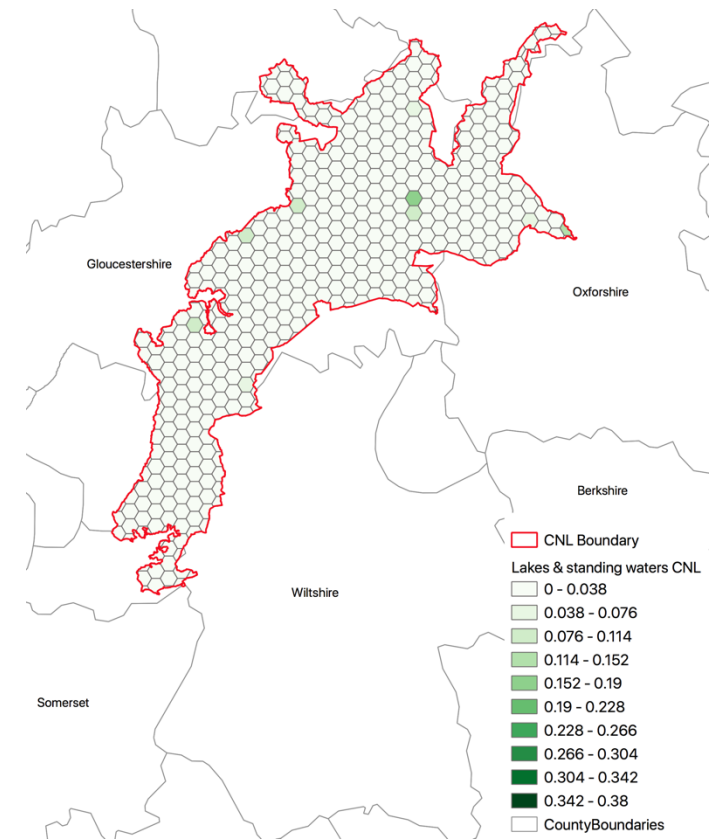 Gloucestershire
Oxforshire
Berkshire
Wiltshire
Somerset
CNL Boundary
Lakes & standing waters CNL
0 - 0.038
0.038 - 0.076
0.076 - 0.114
0.114 - 0.152
0.152 - 0.19
0.19 - 0.228
0.228 - 0.266
0.266 - 0.304
0.304 - 0.342
0.342 - 0.38
CountyBoundaries